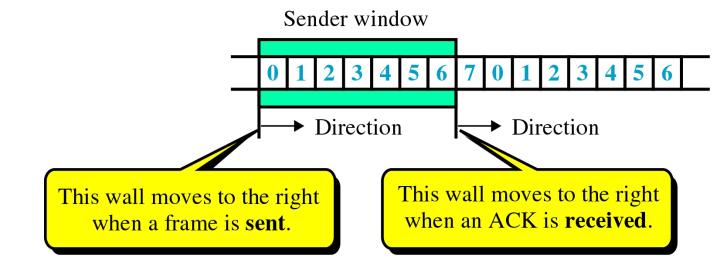 Sender window
0 1 2 3 4 5 6 7 0 1 2 3 4 5 6
Direction Direction
This wall moves to the right
when a frame is sent.
This wall moves to the right
when an ACK is received.